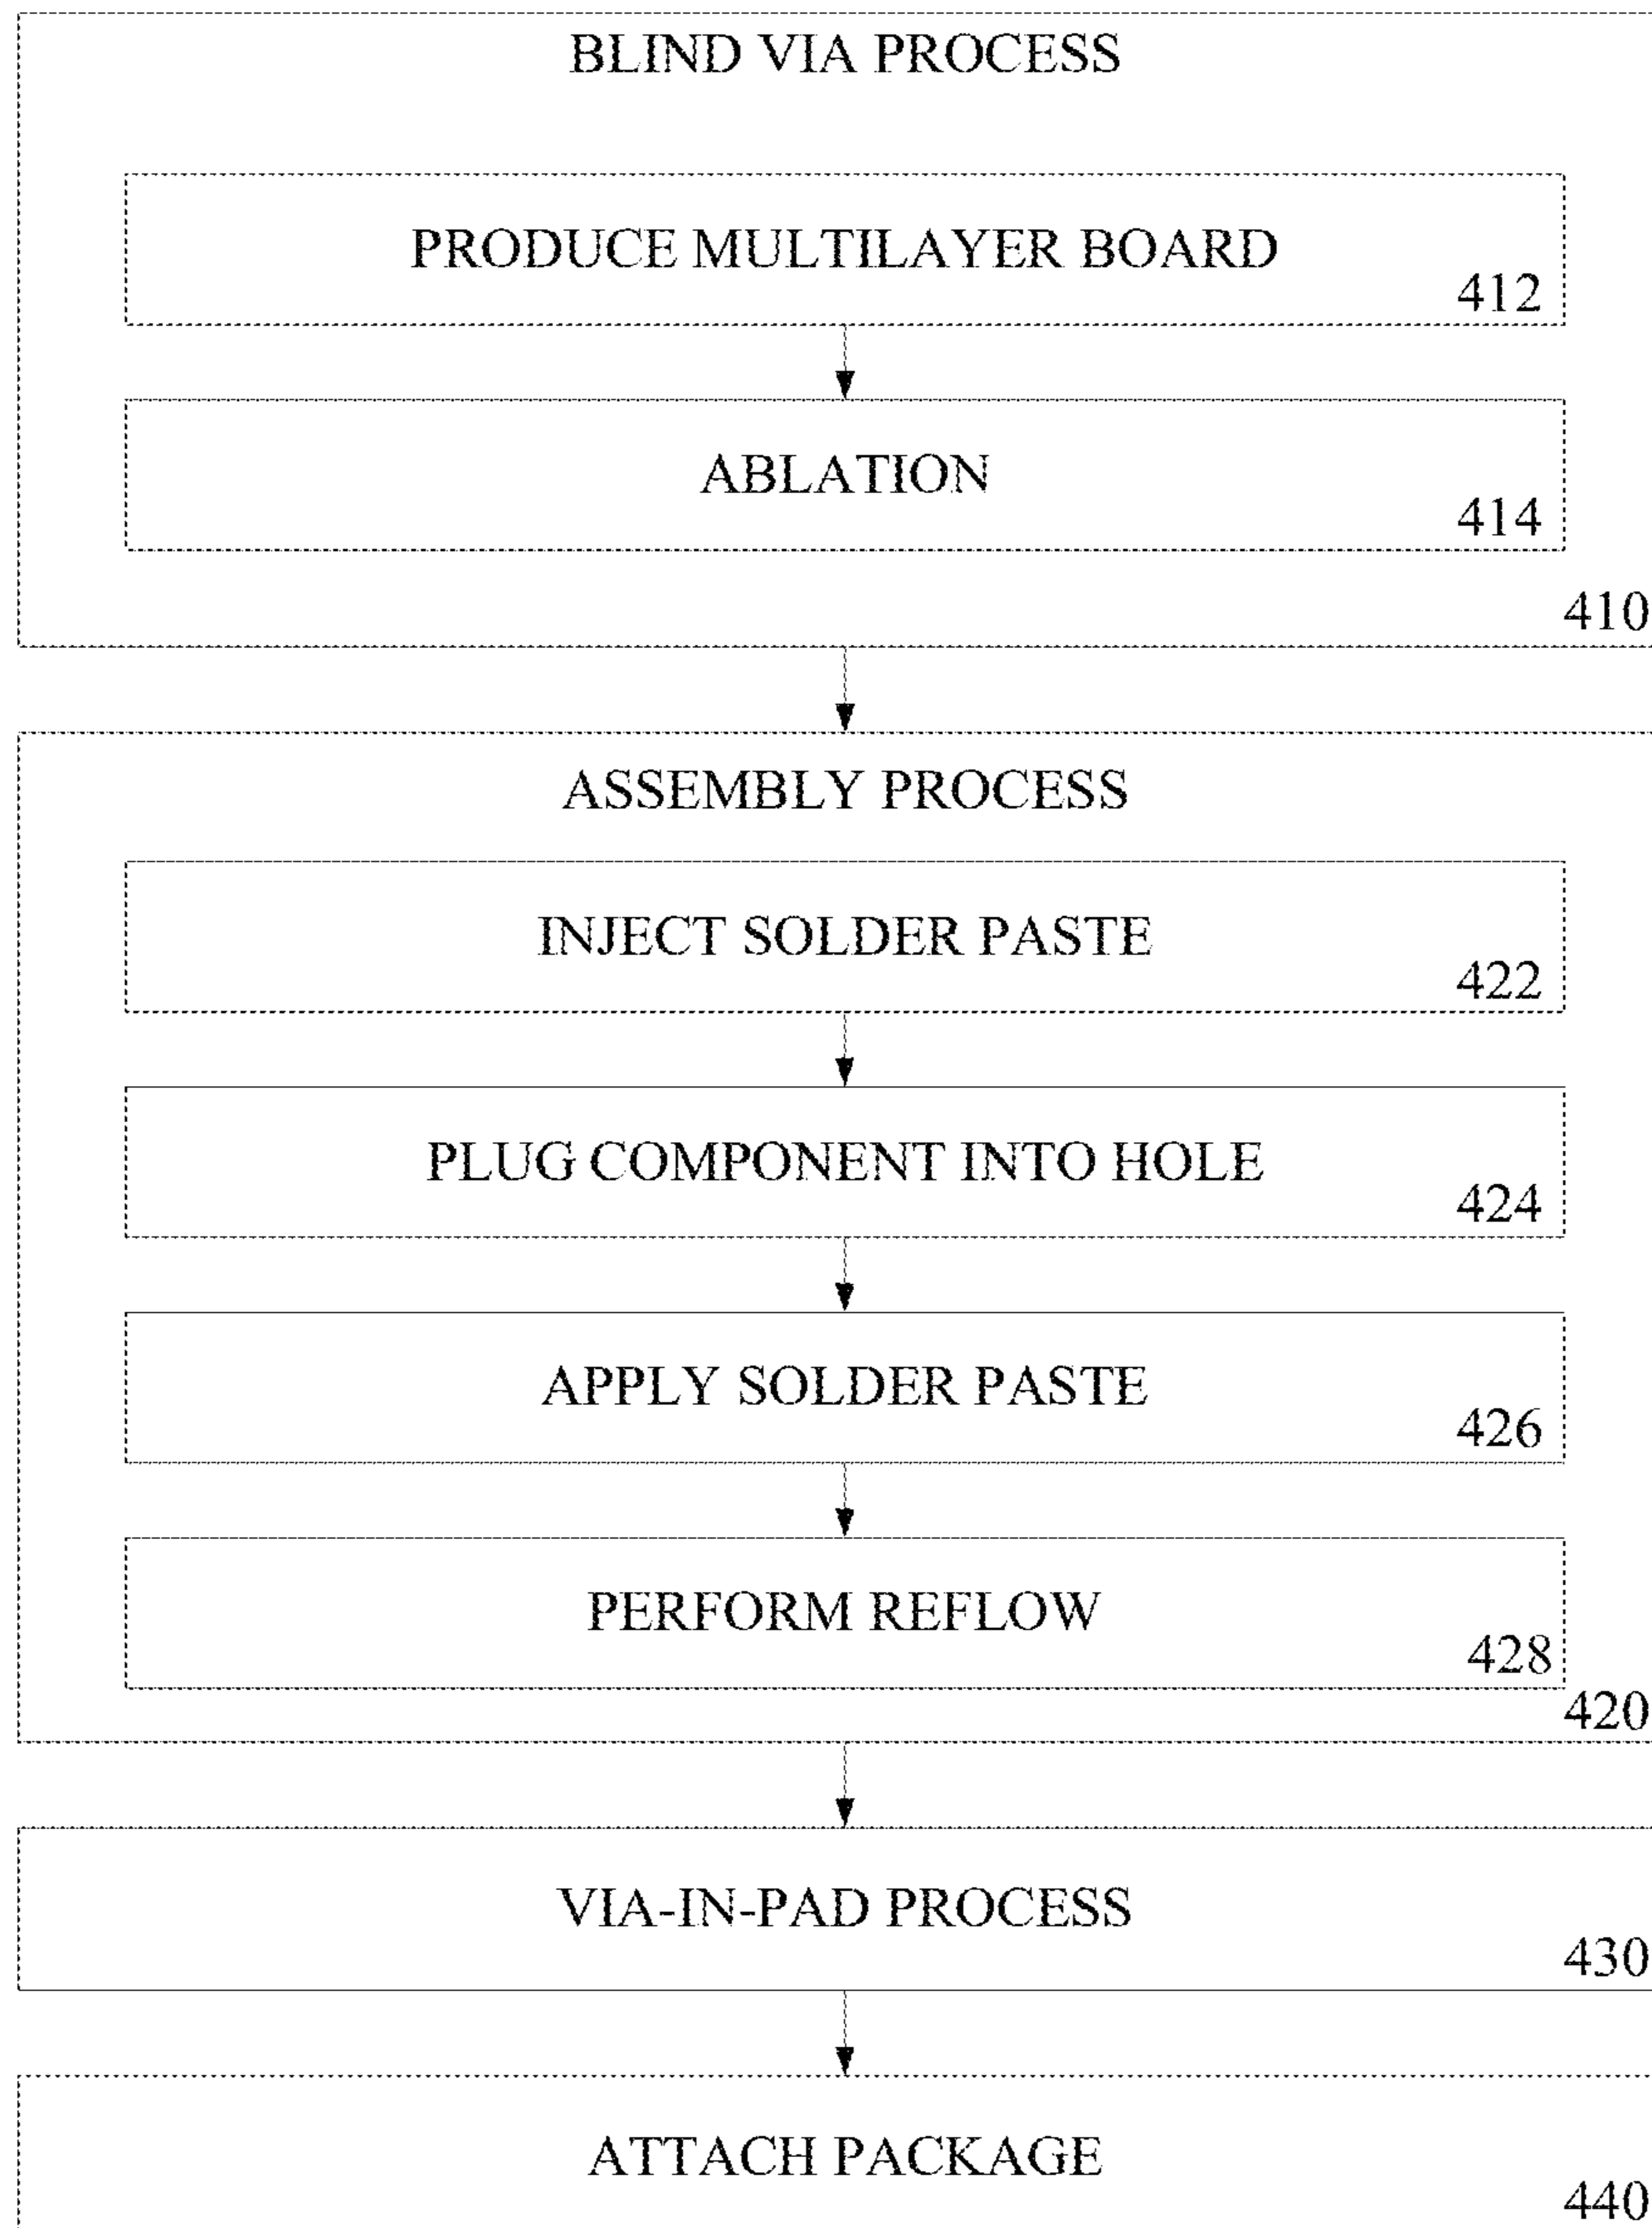 BLIND VIA PROCESS
PRODUCE MULTILAYER BOARD
412
ABLATION
414
410
ASSEMBLY PROCESS
INJECT SOLDER PASTE
422
PLUG COMPONENT INTO HOLE
424
APPLY SOLDER PASTE
426
PERFORM REFLOW
428
420
VIA-IN-PAD PROCESS
430
ATTACH PACKAGE
440